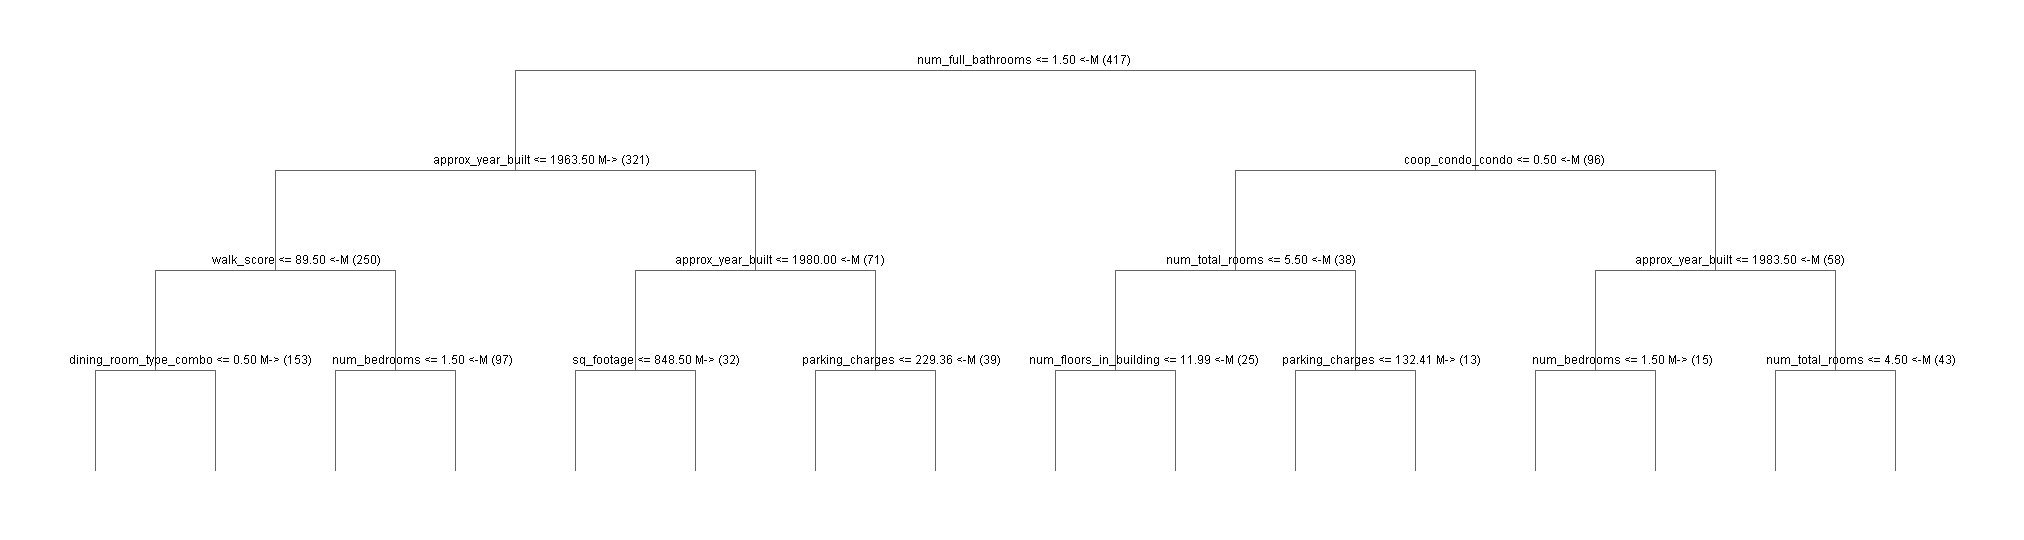 num_full_bathrooms <= 1.50 <-M (417)
approx_year_built <= 1963.50 M-> (321)
coop_condo_condo <= 0.50 <-M (96)
walk_score <= 89.50 <-M (250)
approx_year_built <= 1980.00 <-M (71)
num_total_rooms <= 5.50 <-M (38)
approx_year_built <= 1983.50 <-M (58)
dining_room_type_combo <= 0.50 M-> (153)
num_bedrooms <= 1.50 <-M (97)
sq_footage <= 848.50 M-> (32)
parking_charges <= 229.36 <-M (39)
num_floors_in_building <= 11.99 <-M (25)
parking_charges <= 132.41 M-> (13)
num_bedrooms <= 1.50 M-> (15)
num_total_rooms <= 4.50 <-M (43)